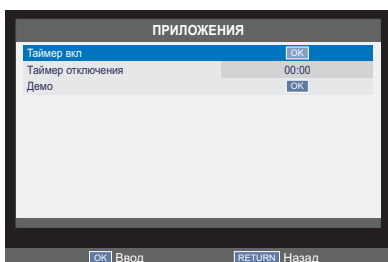 ПРИЛОЖЕНИЯ
Таймер вкл OK
Таймер отключения 00:00
Демо OK
OK Ввод RETURN Назад